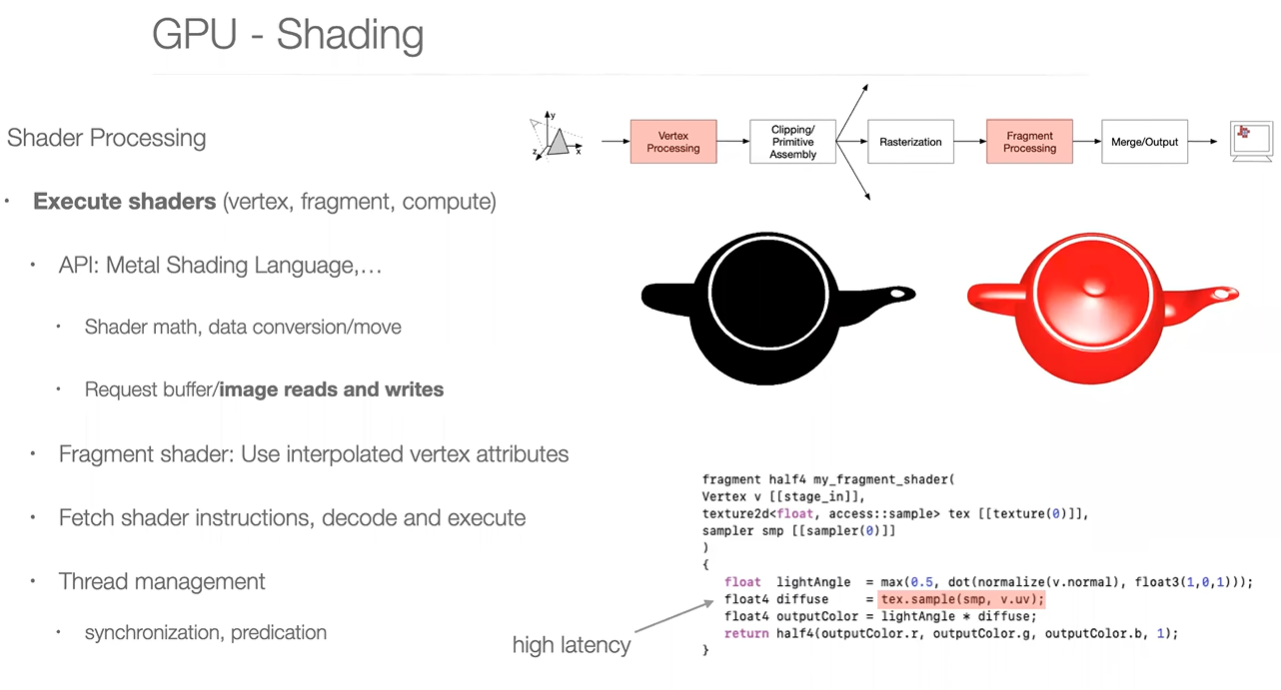 GPU - Shading
Shader Processing
• Execute shaders (vertex, fragment, compute)
• API: Metal Shading Language,…
• Shader math, data conversion/move
• Request buffer/image reads and writes
• Fragment shader: Use interpolated vertex attributes
• Fetch shader instructions, decode and execute
• Thread management
• synchronization, predication
y
z
x
Vertex
Processing
Clipping/
Primitive
Assembly
Rasterization
Fragment
Processing
Merge/Output
fragment half4 my_fragment_shader(
Vertex v [[stage_in]],
texture2d<float, access::sample> tex [[texture(0)]],
sampler smp [[sampler(0)]]
)
{
float lightAngle = max(0.5, dot(normalize(v.normal), float3(1,0,1)));
float4 diffuse = tex.sample(smp, v.uv);
float4 outputColor = lightAngle * diffuse;
return half4(outputColor.r, outputColor.g, outputColor.b, 1);
}
high latency